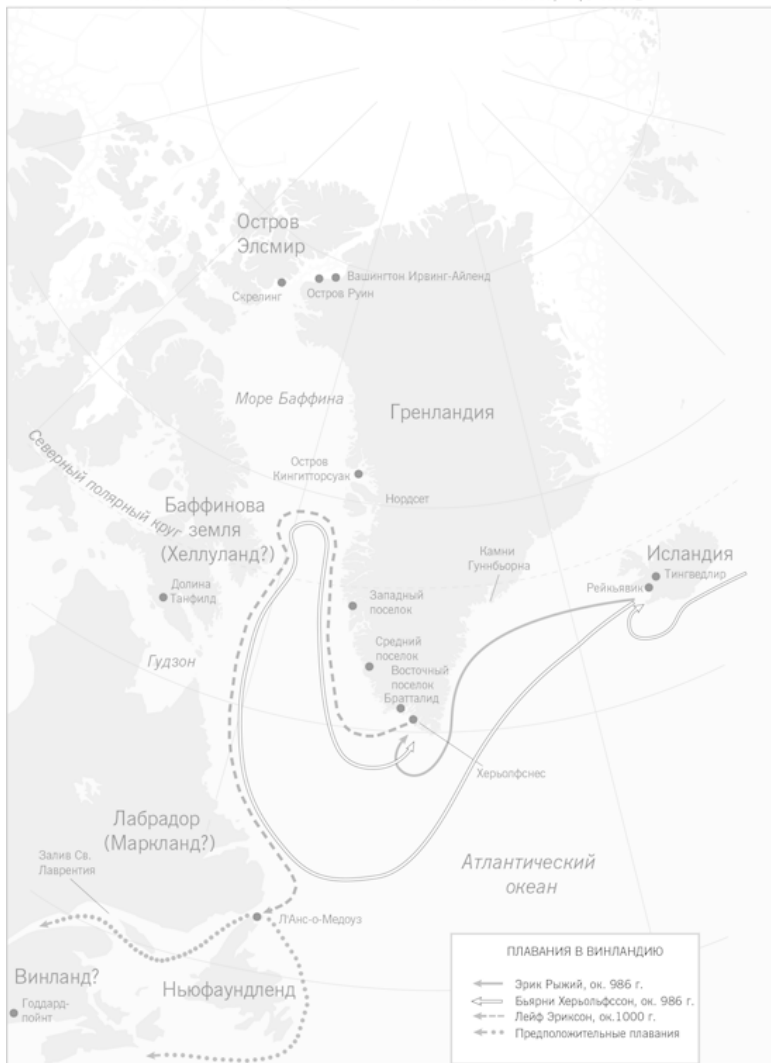 Остров
Элсмир
Вашингтон Ирвинг-Айленд
Скрелинг
Остров Руин
Море Баффина
Гренландия
Северный полярный круг
Остров
Кингитторсуак
Нордсет
Баффинова
земля
(Хеллуланд?)
Камни
Гуннбьорна
Исландия
Тингведлир
Рейкьявик
Долина
Танфилд
Западный
поселок
Гудзон
Средний
поселок
Восточный
поселок
Братталид
Херьолфснес
Лабрадор
(Маркланд?)
Залив Св.
Лаврентия
Атлантический
океан
Л'Анс-о-Медоуз
Винланд?
Ньюфаундленд
Годдард-
пойнт
ПЛАВАНИЯ В ВИНЛАНДИЮ
Эрик Рыжий, ок. 986 г.
Бьярни Херьольфссон, ок. 986 г.
Лейф Эриксон, ок.1000 г.
Предположительные плавания